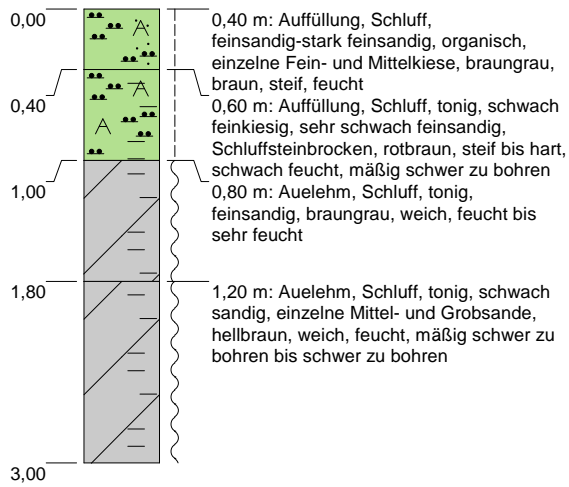 0,00
0,40 m: Auffüllung, Schluff,
feinsandig-stark feinsandig, organisch,
einzelne Fein- und Mittelkiese, braungrau,
braun, steif, feucht
0,40
0,60 m: Auffüllung, Schluff, tonig, schwach
feinkiesig, sehr schwach feinsandig,
Schluffsteinbrocken, rotbraun, steif bis hart,
schwach feucht, mäßig schwer zu bohren
1,00
0,80 m: Auelehm, Schluff, tonig,
feinsandig, braungrau, weich, feucht bis
sehr feucht
1,80
1,20 m: Auelehm, Schluff, tonig, schwach
sandig, einzelne Mittel- und Grobsande,
hellbraun, weich, feucht, mäßig schwer zu
bohren bis schwer zu bohren
3,00